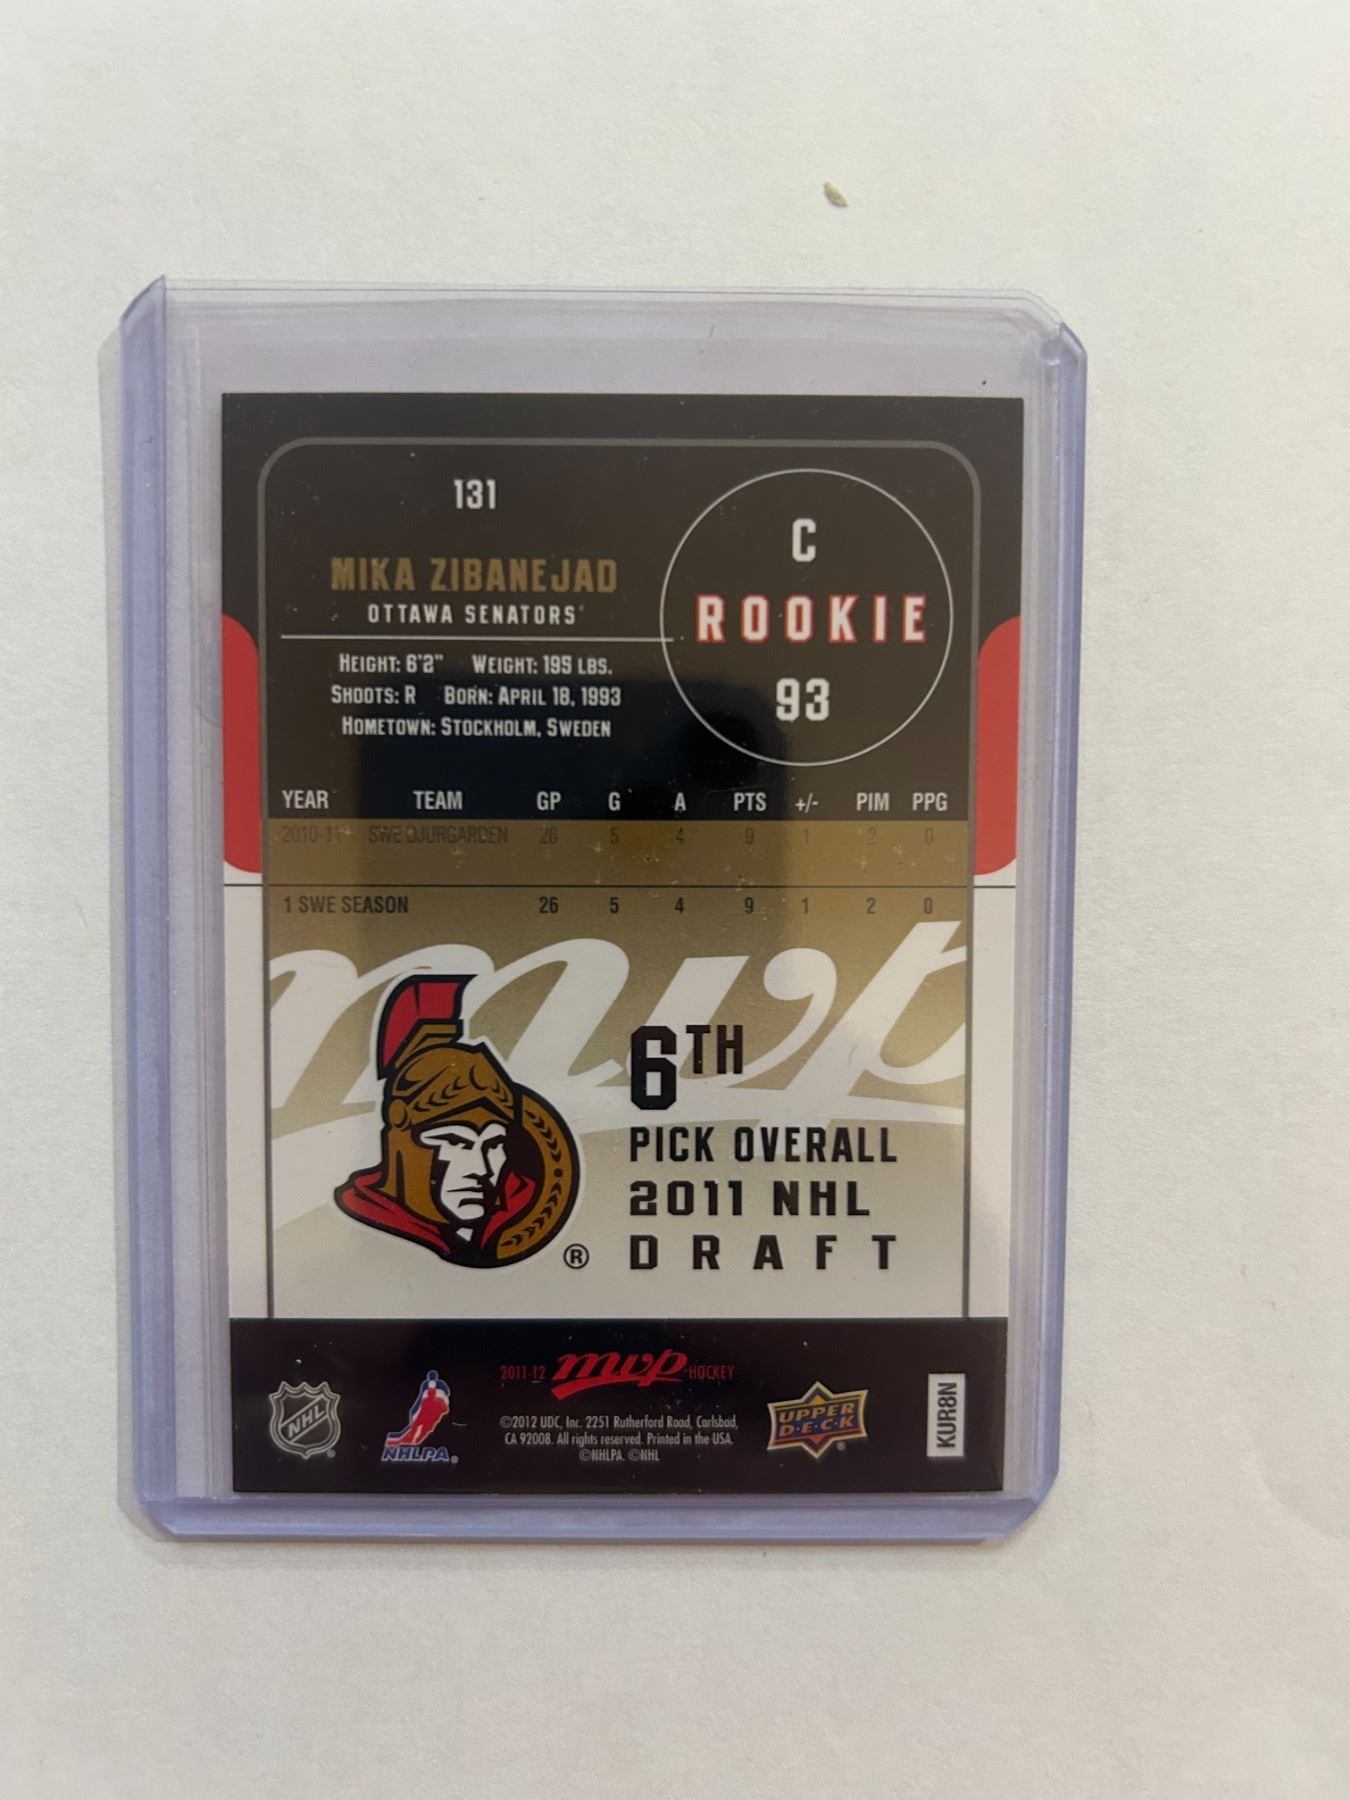 131
MIKA ZIBANEJAD
OTTAWA SENATORS
HEIGHT: 6'2" WEIGHT: 195 LBS.
SHOOTS: R BORN: APRIL 18, 1993
HOMETOWN: STOCKHOLM, SWEDEN
C
ROOKIE
93
YEAR TEAM GP G A PTS +/- PIM PPG
2010-11 SWE DJURGARDEN 26 5 4 9 1 2 0
1 SWE SEASON 26 5 4 9 1 2 0
mvp
6TH
PICK OVERALL
2011 NHL
DRAFT
®
NHL
NHLPA
2011-12 mvp HOCKEY
©2012 UDC, Inc. 2251 Rutherford Road, Carlsbad,
CA 92008. All rights reserved. Printed in the USA.
©NHLPA. ©NHL
UPPER
D·E·C·K
KUR8N